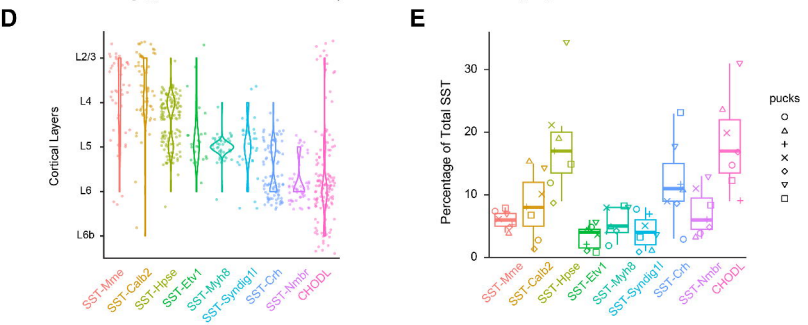 D
L2/3
L4
L5
L6
L6b
Cortical Layers
SST-Mme
SST-Calb2
SST-Hpse
SST-Etv1
SST-Myh8
SST-Syndig1l
SST-Crh
SST-Nmbr
CHODL
E
30
20
10
0
Percentage of Total SST
SST-Mme
SST-Calb2
SST-Hpse
SST-Etv1
SST-Myh8
SST-Syndig1l
SST-Crh
SST-Nmbr
CHODL
pucks